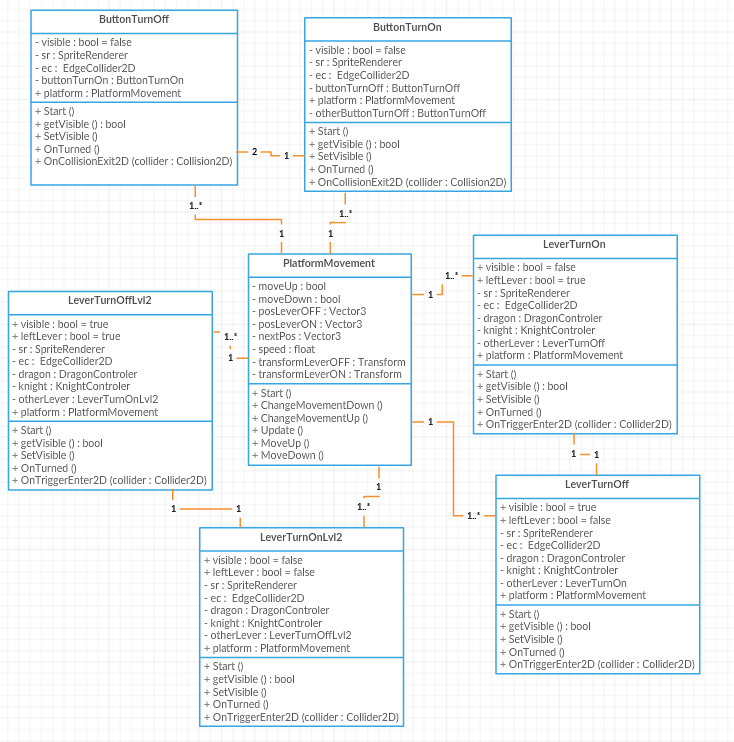 ButtonTurnOff
- visible : bool = false
- sr : SpriteRenderer
- ec : EdgeCollider2D
- buttonTurnOn : ButtonTurnOn
+ platform : PlatformMovement
+ Start ()
+ getVisible () : bool
+ SetVisible ()
+ OnTurned ()
+ OnCollisionExit2D (collider : Collision2D)
ButtonTurnOn
- visible : bool = false
- sr : SpriteRenderer
- ec : EdgeCollider2D
- buttonTurnOff : ButtonTurnOff
+ platform : PlatformMovement
- otherButtonTurnOff : ButtonTurnOff
+ Start ()
+ getVisible () : bool
+ SetVisible ()
+ OnTurned ()
+ OnCollisionExit2D (collider : Collision2D)
2
1
1..*
1
1..*
1
PlatformMovement
- moveUp : bool
- moveDown : bool
- posLeverOFF : Vector3
- posLeverON : Vector3
- nextPos : Vector3
- speed : float
- transformLeverOFF : Transform
- transformLeverON : Transform
+ Start ()
+ ChangeMovementDown ()
+ ChangeMovementUp ()
+ Update ()
+ MoveUp ()
+ MoveDown ()
1
1..*
LeverTurnOn
+ visible : bool = false
+ leftLever : bool = true
- sr : SpriteRenderer
- ec : EdgeCollider2D
- dragon : DragonControler
- knight : KnightControler
- otherLever : LeverTurnOff
+ platform : PlatformMovement
+ Start ()
+ getVisible () : bool
+ SetVisible ()
+ OnTurned ()
+ OnTriggerEnter2D (collider : Collider2D)
LeverTurnOffLvl2
+ visible : bool = true
+ leftLever : bool = true
- sr : SpriteRenderer
- ec : EdgeCollider2D
- dragon : DragonControler
- knight : KnightControler
- otherLever : LeverTurnOnLvl2
+ platform : PlatformMovement
+ Start ()
+ getVisible () : bool
+ SetVisible ()
+ OnTurned ()
+ OnTriggerEnter2D (collider : Collider2D)
1..*
1
1
1..*
1
1
1
1..*
1
1
LeverTurnOff
+ visible : bool = true
+ leftLever : bool = false
- sr : SpriteRenderer
- ec : EdgeCollider2D
- dragon : DragonControler
- knight : KnightControler
- otherLever : LeverTurnOn
+ platform : PlatformMovement
+ Start ()
+ getVisible () : bool
+ SetVisible ()
+ OnTurned ()
+ OnTriggerEnter2D (collider : Collider2D)
LeverTurnOnLvl2
+ visible : bool = false
+ leftLever : bool = false
- sr : SpriteRenderer
- ec : EdgeCollider2D
- dragon : DragonControler
- knight : KnightControler
- otherLever : LeverTurnOffLvl2
+ platform : PlatformMovement
+ Start ()
+ getVisible () : bool
+ SetVisible ()
+ OnTurned ()
+ OnTriggerEnter2D (collider : Collider2D)